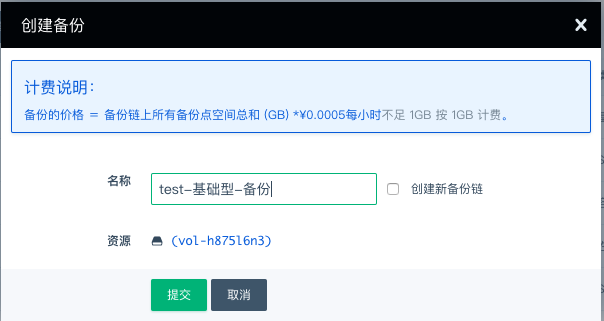 创建备份
计费说明：
备份的价格 = 备份链上所有备份点空间总和 (GB) *¥0.0005每小时不足 1GB 按 1GB 计费。
名称 test-基础型-备份 创建新备份链
资源 (vol-h875l6n3)
提交 取消